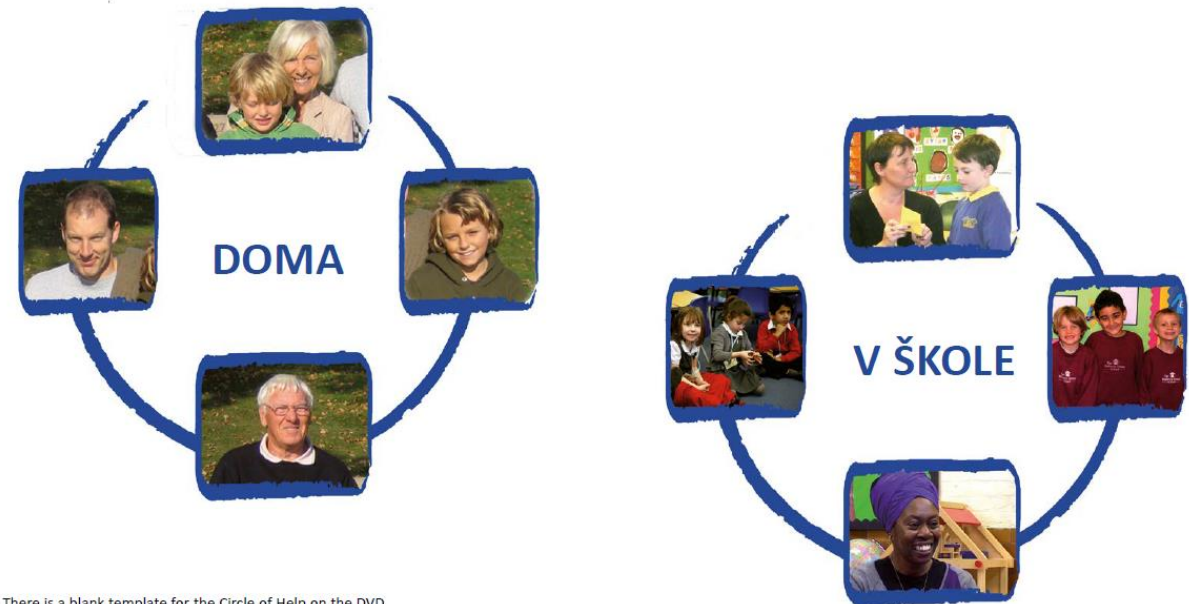 DOMA
V ŠKOLE
There is a blank template for the Circle of Help on the DVD